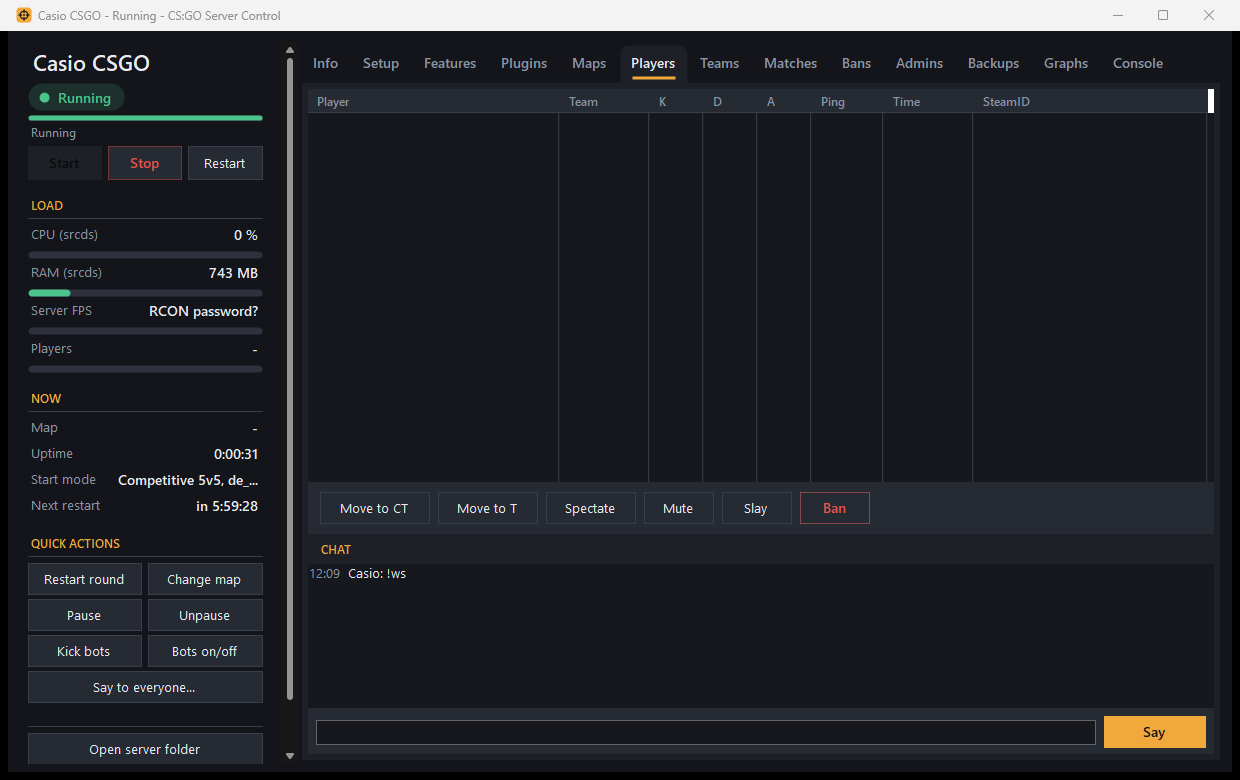 Casio CSGO - Running - CS:GO Server Control
Casio CSGO
Running
Running
Start Stop Restart
LOAD
CPU (srcds) 0 %
RAM (srcds) 743 MB
Server FPS RCON password?
Players -
NOW
Map -
Uptime 0:00:31
Start mode Competitive 5v5, de_...
Next restart in 5:59:28
QUICK ACTIONS
Restart round Change map
Pause Unpause
Kick bots Bots on/off
Say to everyone...
Open server folder
Info Setup Features Plugins Maps Players Teams Matches Bans Admins Backups Graphs Console
Player Team K D A Ping Time SteamID
Move to CT Move to T Spectate Mute Slay Ban
CHAT
12:09 Casio: !ws
Say